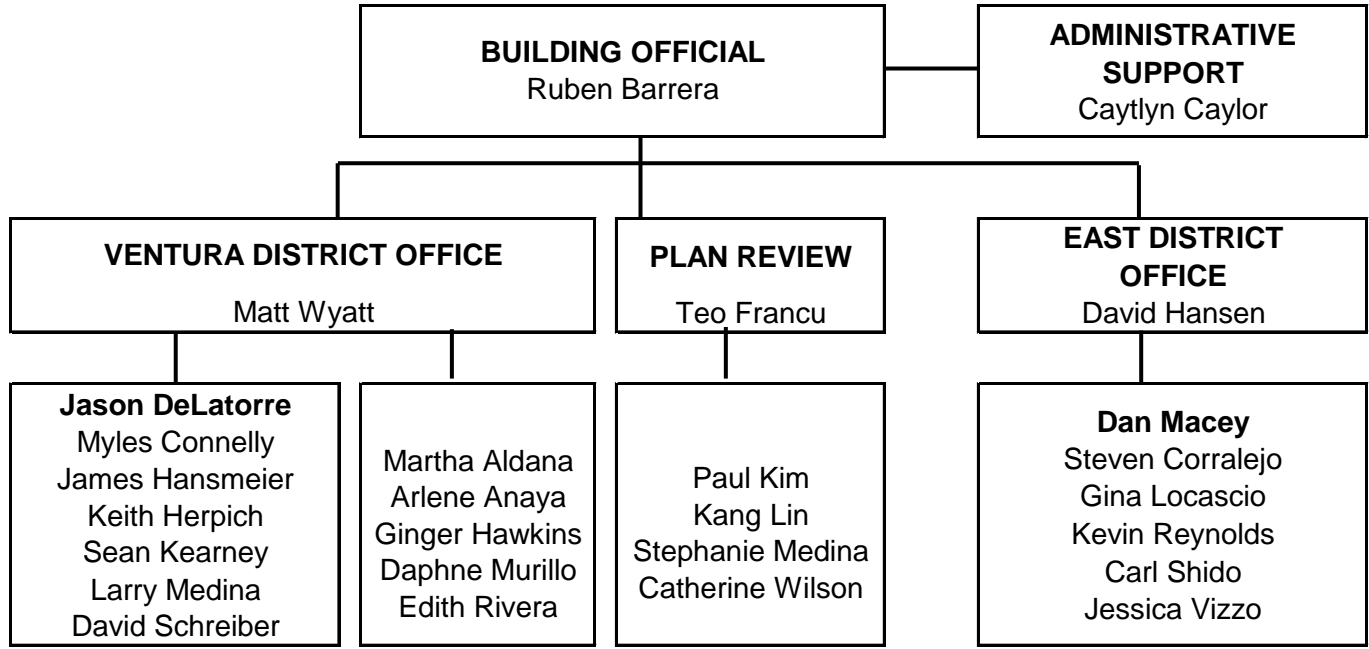 BUILDING OFFICIAL
Ruben Barrera
ADMINISTRATIVE
SUPPORT
Caytlyn Caylor
VENTURA DISTRICT OFFICE
Matt Wyatt
PLAN REVIEW
Teo Francu
EAST DISTRICT
OFFICE
David Hansen
Jason DeLatorre
Myles Connelly
James Hansmeier
Keith Herpich
Sean Kearney
Larry Medina
David Schreiber
Martha Aldana
Arlene Anaya
Ginger Hawkins
Daphne Murillo
Edith Rivera
Paul Kim
Kang Lin
Stephanie Medina
Catherine Wilson
Dan Macey
Steven Corralejo
Gina Locascio
Kevin Reynolds
Carl Shido
Jessica Vizzo